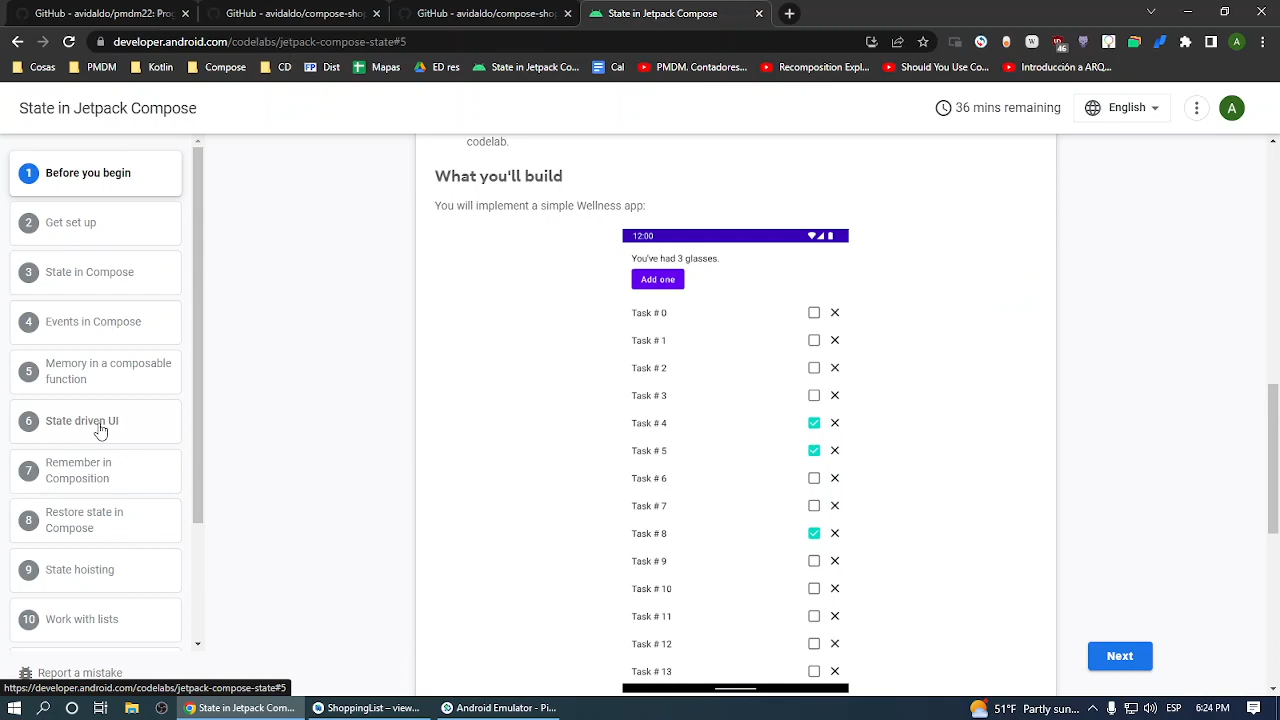 GitHub - avidaldo/pmdm22: Pro
GitHub - avidaldo/compose-shop
GitHub - avidaldo/compose-shop
State in Jetpack Compose
developer.android.com/codelabs/jetpack-compose-state#5
46
A
Cosas
PMDM
Kotlin
Compose
CD
Dist
Mapas
ED res
State in Jetpack Co...
Cal
PMDM. Contadores...
Recomposition Expl...
Should You Use Co...
Introducción a ARQ...
State in Jetpack Compose
36 mins remaining
English
A
1 Before you begin
2 Get set up
3 State in Compose
4 Events in Compose
5 Memory in a composable
function
6 State driven UI
7 Remember in
Composition
8 Restore state in
Compose
9 State hoisting
10 Work with lists
Report a mistake
codelab.
What you'll build
You will implement a simple Wellness app:
12:00
You've had 3 glasses.
Add one
Task # 0
Task # 1
Task # 2
Task # 3
Task # 4
Task # 5
Task # 6
Task # 7
Task # 8
Task # 9
Task # 10
Task # 11
Task # 12
Task # 13
Next
https://developer.android.com/codelabs/jetpack-compose-state#5
State in Jetpack Com...
ShoppingList – view...
Android Emulator - Pi...
51°F Partly sun...
ESP
6:24 PM